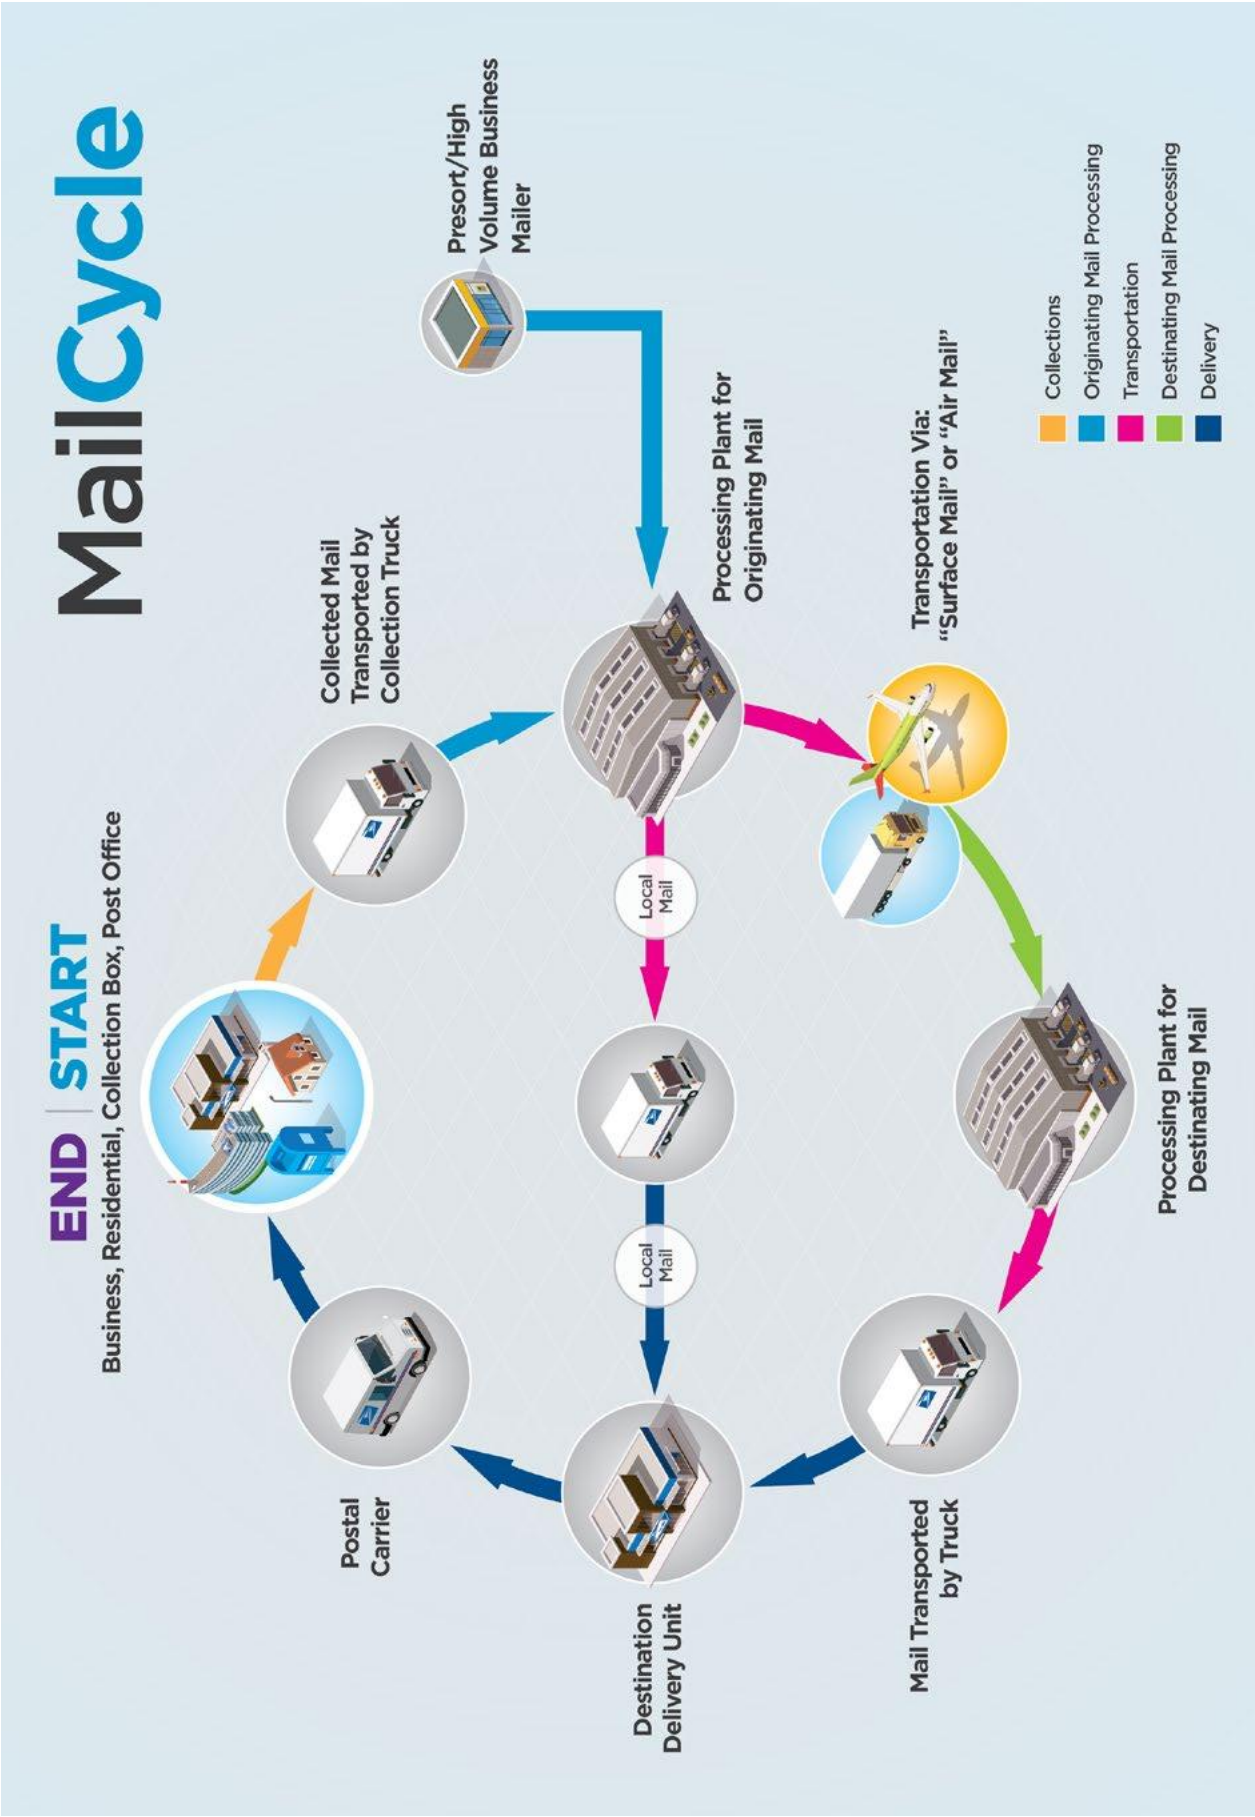 MailCycle
END | START
Business, Residential, Collection Box, Post Office
Collected Mail
Transported by
Collection Truck
Presort/High
Volume Business
Mailer
Processing Plant for
Originating Mail
Local
Mail
Local
Mail
Transportation Via:
“Surface Mail” or “Air Mail”
Processing Plant for
Destinating Mail
Mail Transported
by Truck
Destination
Delivery Unit
Postal
Carrier
Collections
Originating Mail Processing
Transportation
Destinating Mail Processing
Delivery